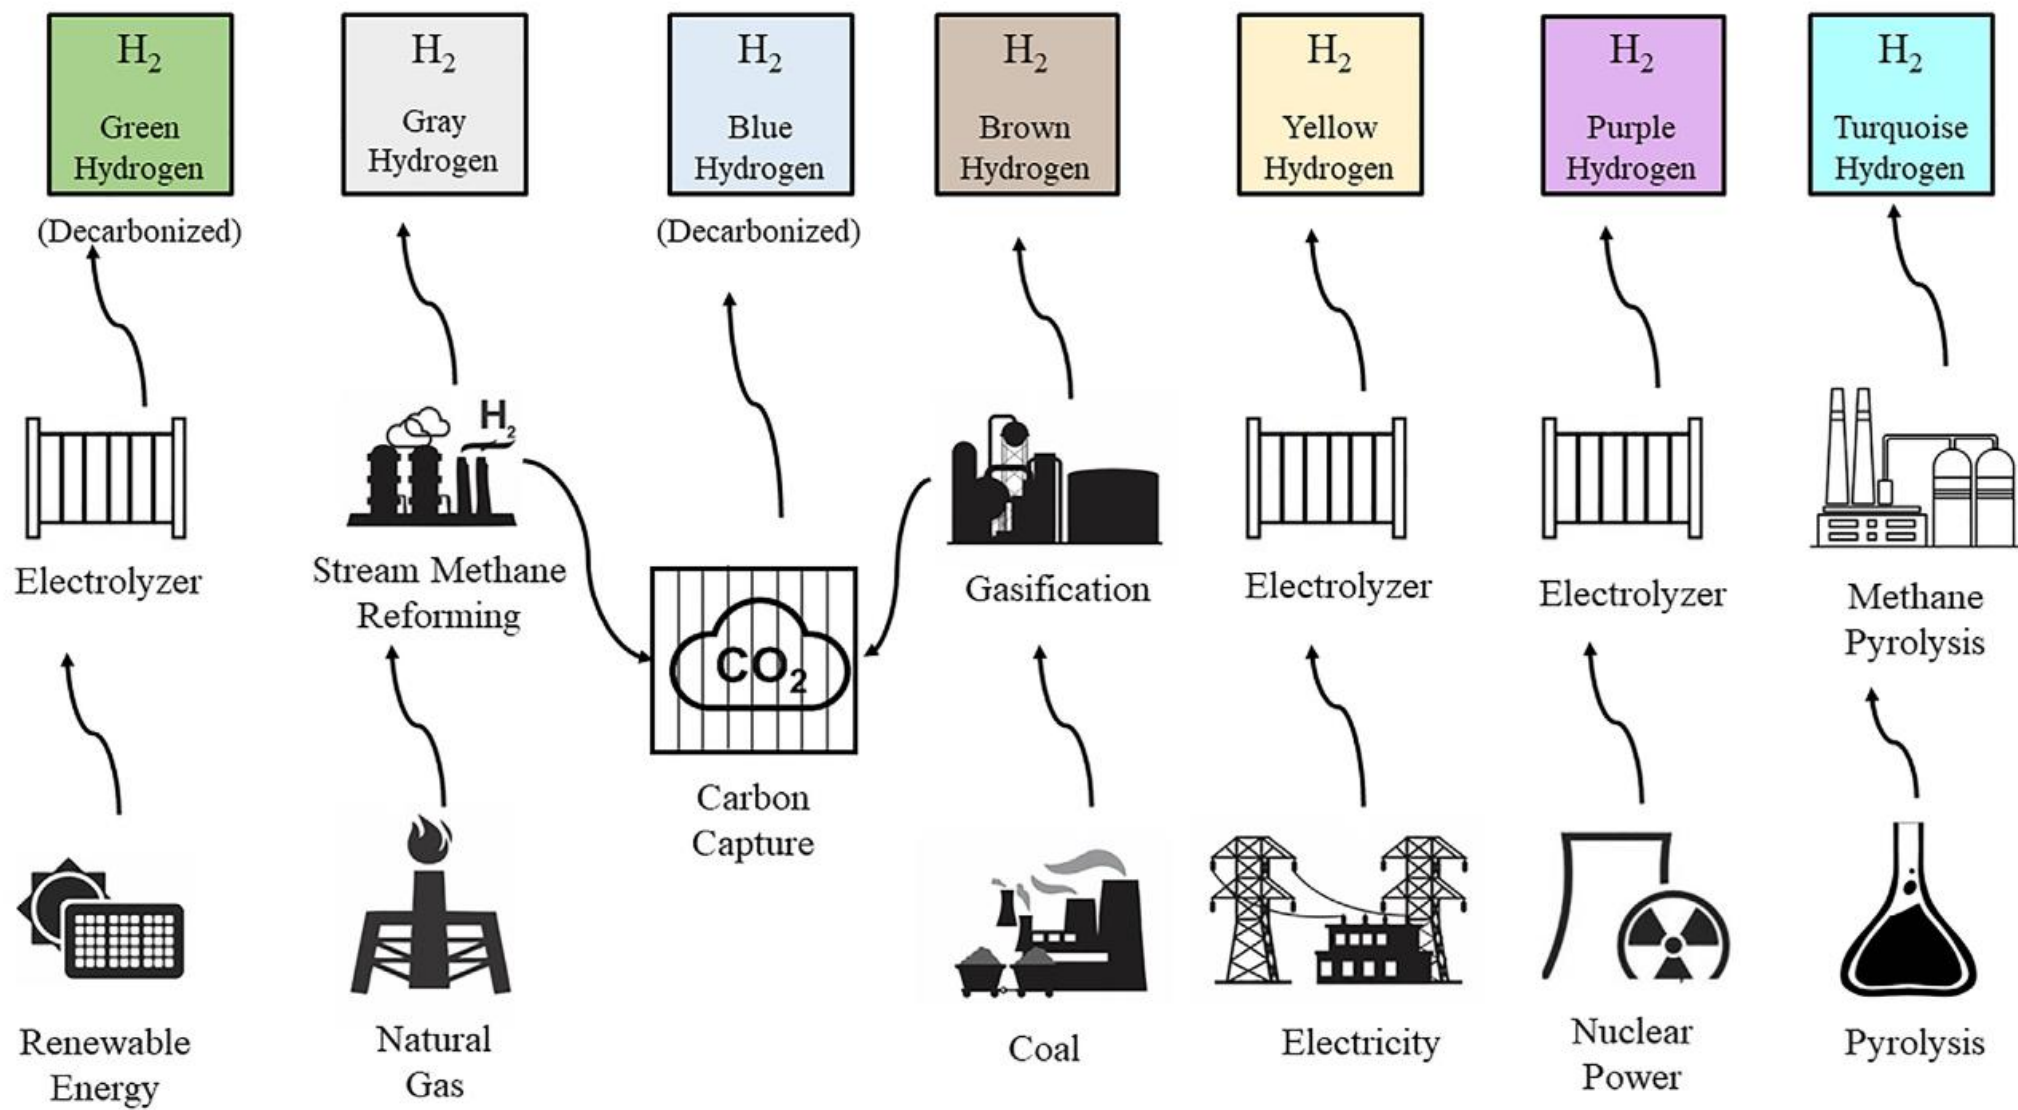 H2
Green
Hydrogen
(Decarbonized)
H2
Gray
Hydrogen
H2
Blue
Hydrogen
(Decarbonized)
H2
Brown
Hydrogen
H2
Yellow
Hydrogen
H2
Purple
Hydrogen
H2
Turquoise
Hydrogen
Electrolyzer
H2
Stream Methane
Reforming
CO2
Carbon
Capture
Gasification
Electrolyzer
Electrolyzer
Methane
Pyrolysis
Renewable
Energy
Natural
Gas
Coal
Electricity
Nuclear
Power
Pyrolysis